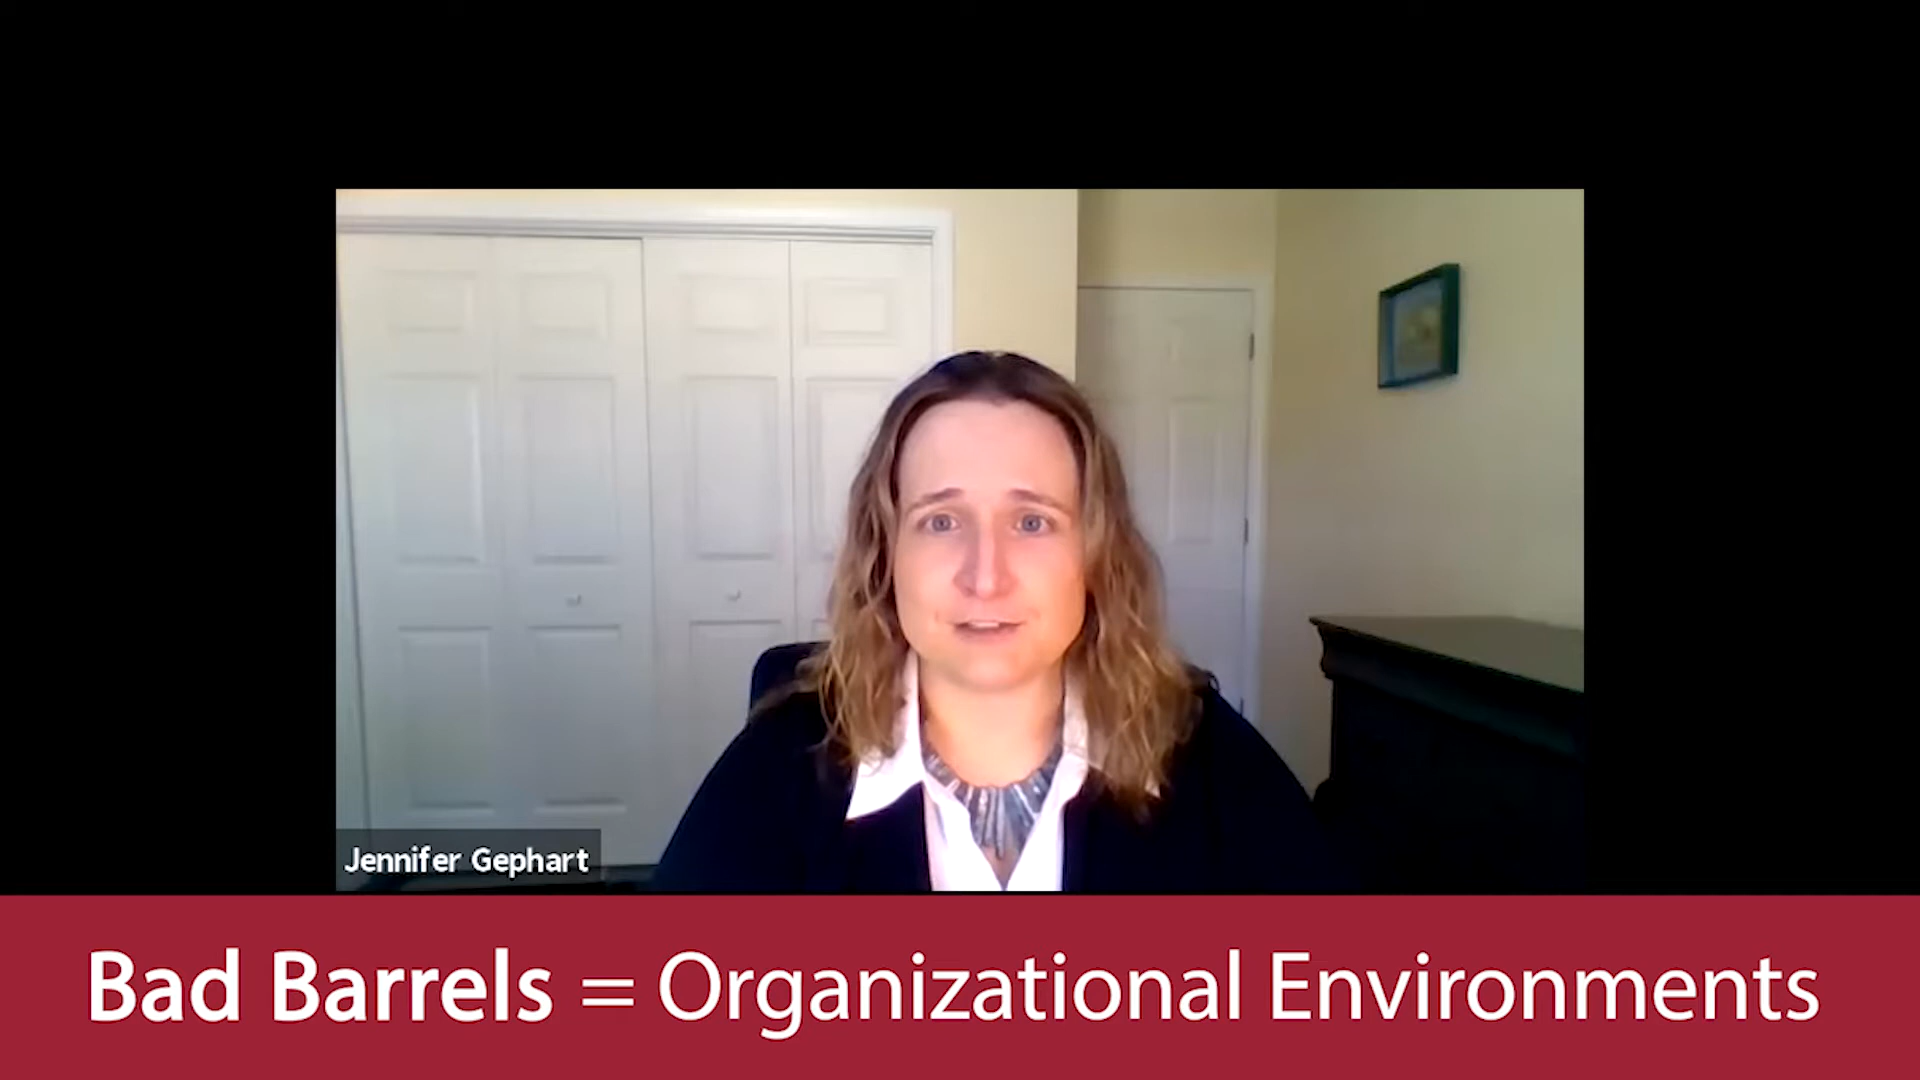 Jennifer Gephart
Bad Barrels = Organizational Environments